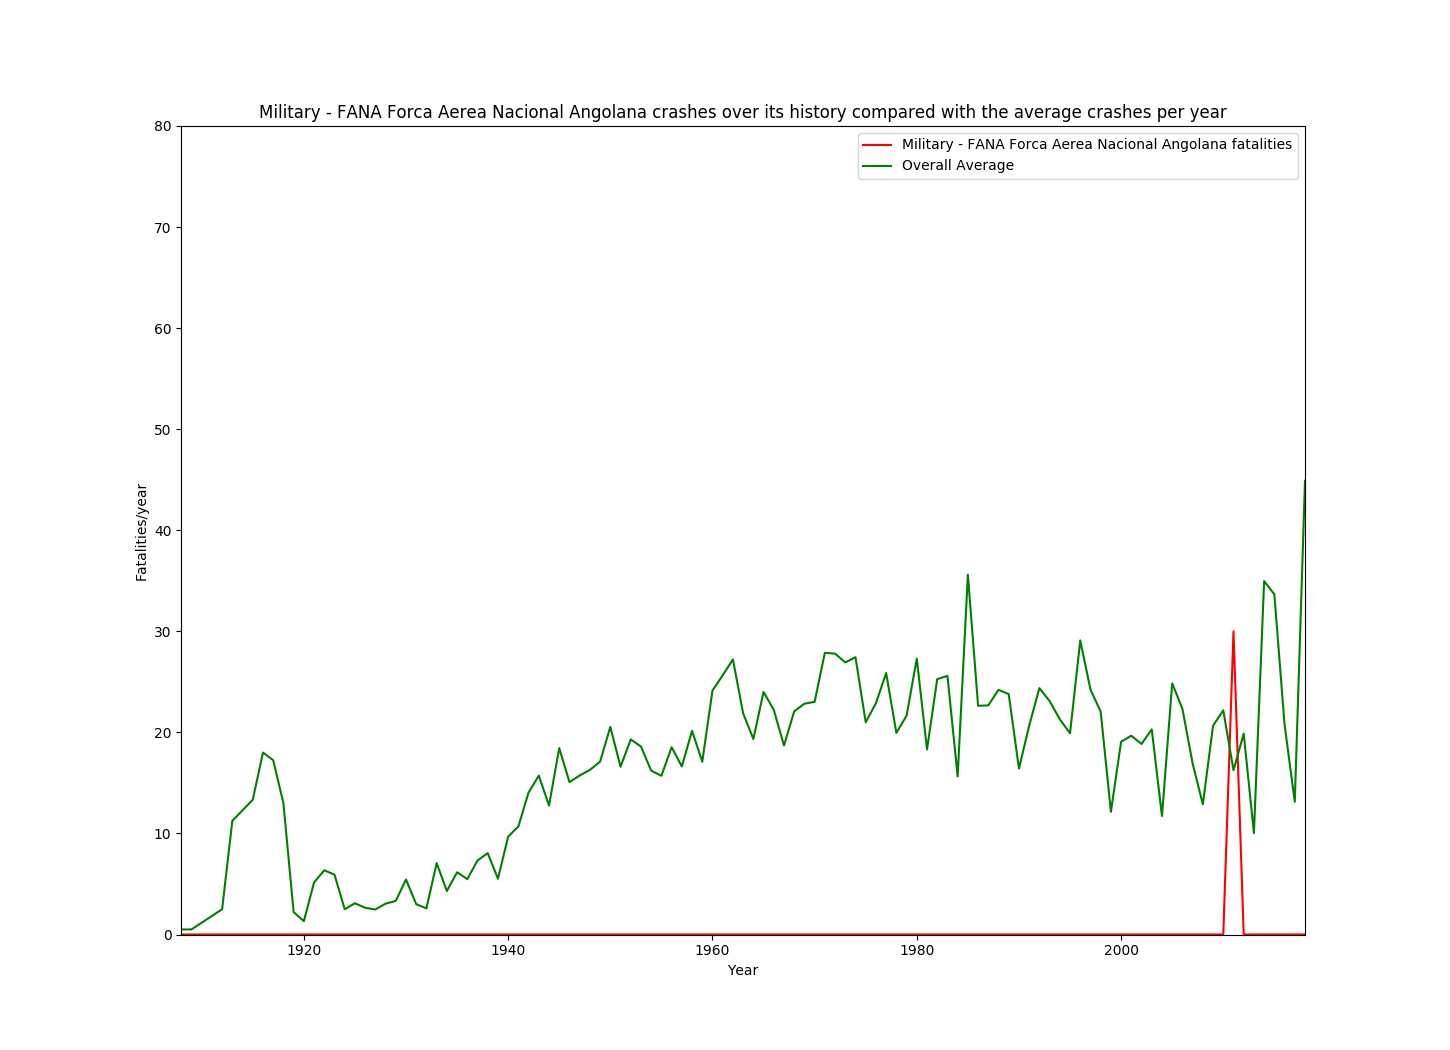 Military - FANA Forca Aerea Nacional Angolana crashes over its history compared with the average crashes per year
Military - FANA Forca Aerea Nacional Angolana fatalities
Overall Average
80
70
60
50
40
30
20
10
0
Fatalities/year
1920 1940 1960 1980 2000
Year